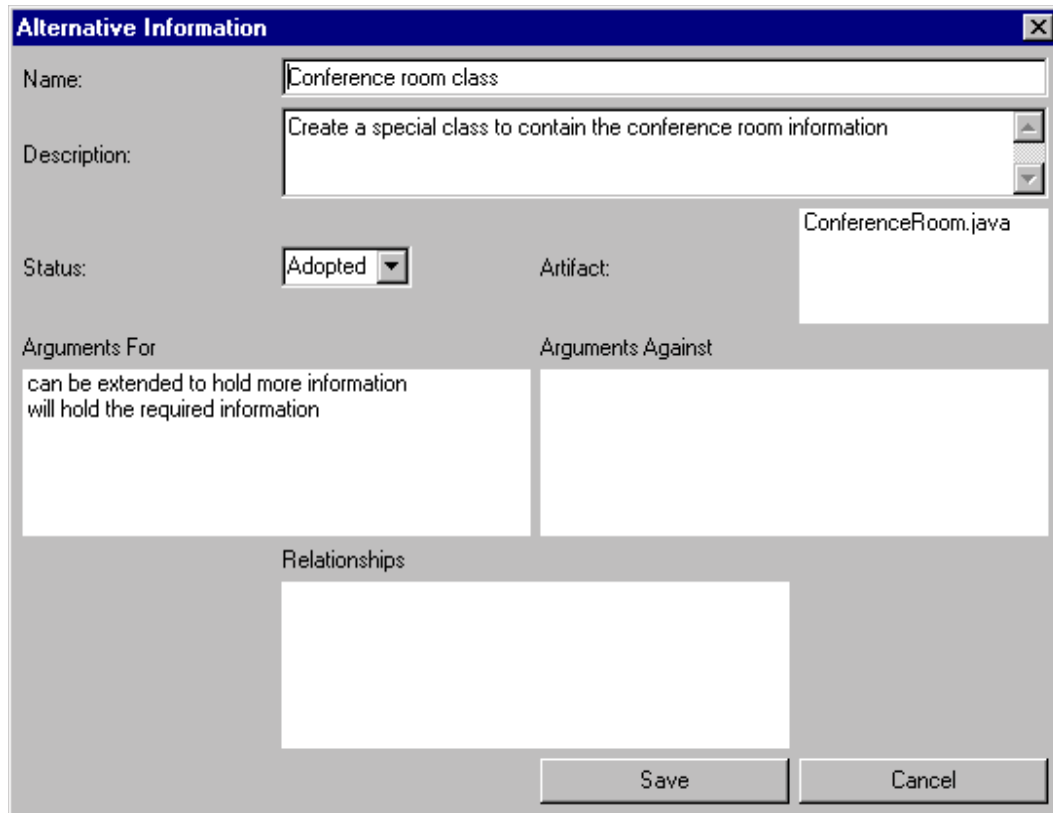 Alternative Information
Name:
Conference room class
Description:
Create a special class to contain the conference room information
Status:
Adopted
Artifact:
ConferenceRoom.java
Arguments For
can be extended to hold more information
will hold the required information
Arguments Against
Relationships
Save
Cancel